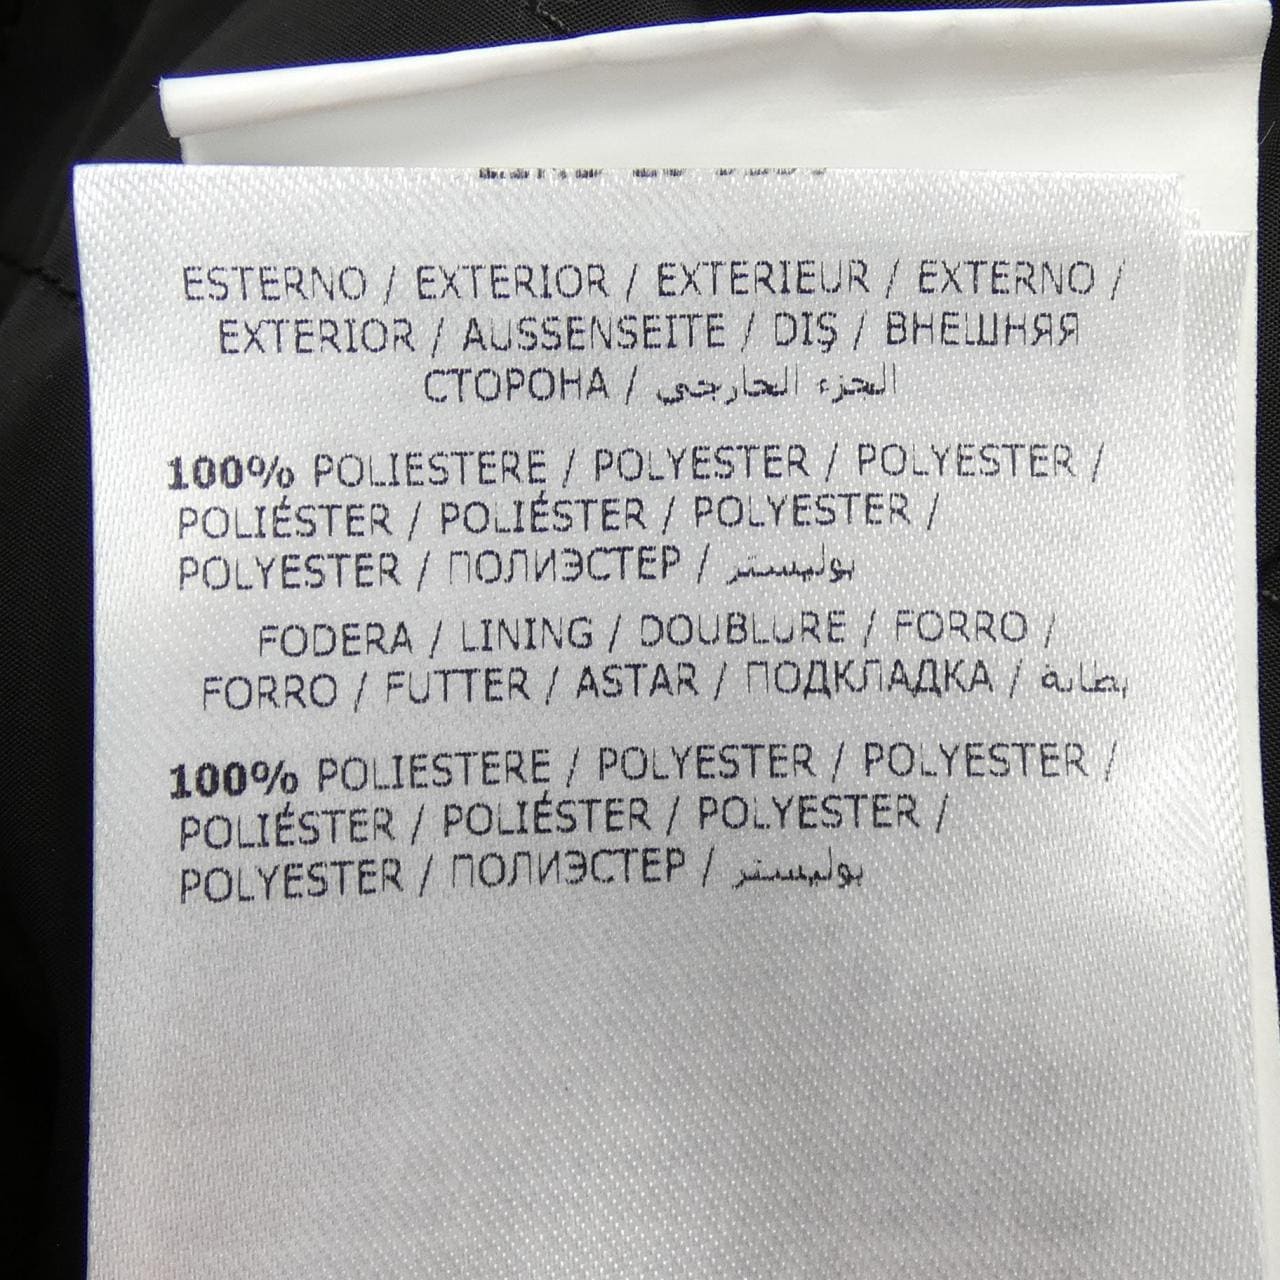 ESTERNO / EXTERIOR / EXTERIEUR / EXTERNO /
EXTERIOR / AUSSENSEITE / DIŞ / ВНЕШНЯЯ
СТОРОНА / الجزء الخارجي
100% POLIESTERE / POLYESTER / POLYESTER /
POLIÉSTER / POLIÉSTER / POLYESTER /
POLYESTER / ПОЛИЭСТЕР / بوليستر
FODERA / LINING / DOUBLURE / FORRO /
FORRO / FUTTER / ASTAR / ПОДКЛАДКА / بطانة
100% POLIESTERE / POLYESTER / POLYESTER /
POLIÉSTER / POLIÉSTER / POLYESTER /
POLYESTER / ПОЛИЭСТЕР / بوليستر